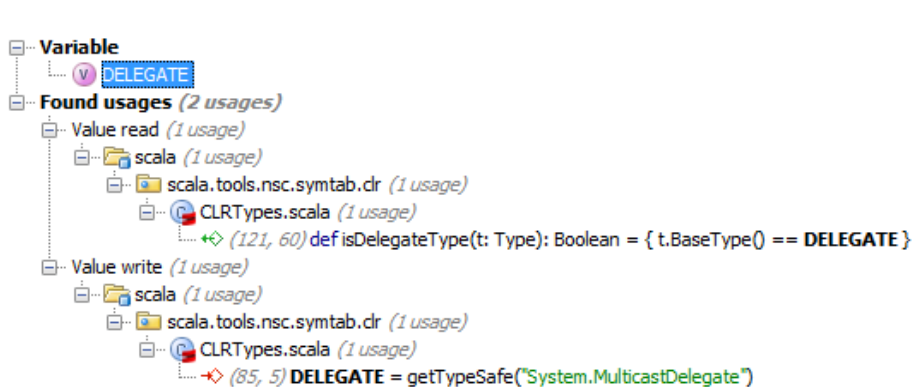 Variable
V DELEGATE
Found usages (2 usages)
Value read (1 usage)
scala (1 usage)
scala.tools.nsc.symtab.clr (1 usage)
CLRTypes.scala (1 usage)
(121, 60) def isDelegateType(t: Type): Boolean = { t.BaseType() == DELEGATE }
Value write (1 usage)
scala (1 usage)
scala.tools.nsc.symtab.clr (1 usage)
CLRTypes.scala (1 usage)
(85, 5) DELEGATE = getTypeSafe("System.MulticastDelegate")